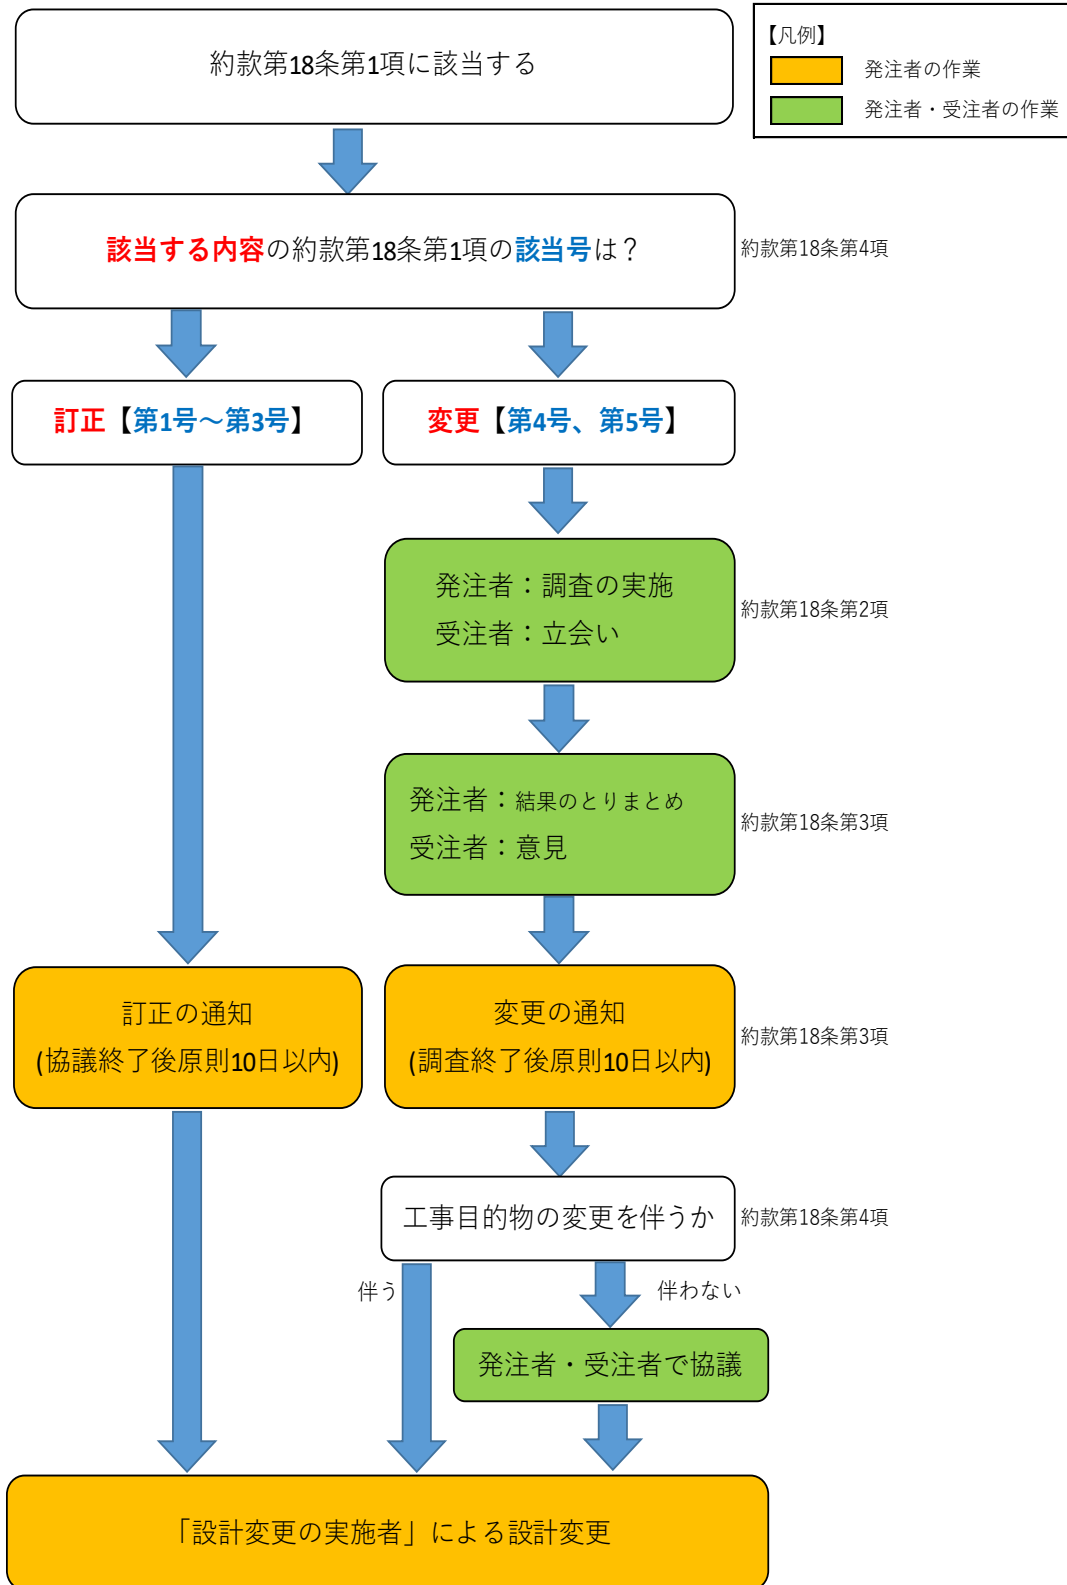 約款第18条第1項に該当する
【凡例】
発注者の作業
発注者・受注者の作業
該当する内容の約款第18条第1項の該当号は？
約款第18条第4項
訂正【第1号～第3号】
変更【第4号、第5号】
発注者：調査の実施
受注者：立会い
約款第18条第2項
発注者：結果のとりまとめ
受注者：意見
約款第18条第3項
訂正の通知
(協議終了後原則10日以内)
変更の通知
(調査終了後原則10日以内)
約款第18条第3項
工事目的物の変更を伴うか
約款第18条第4項
伴う
伴わない
発注者・受注者で協議
「設計変更の実施者」による設計変更